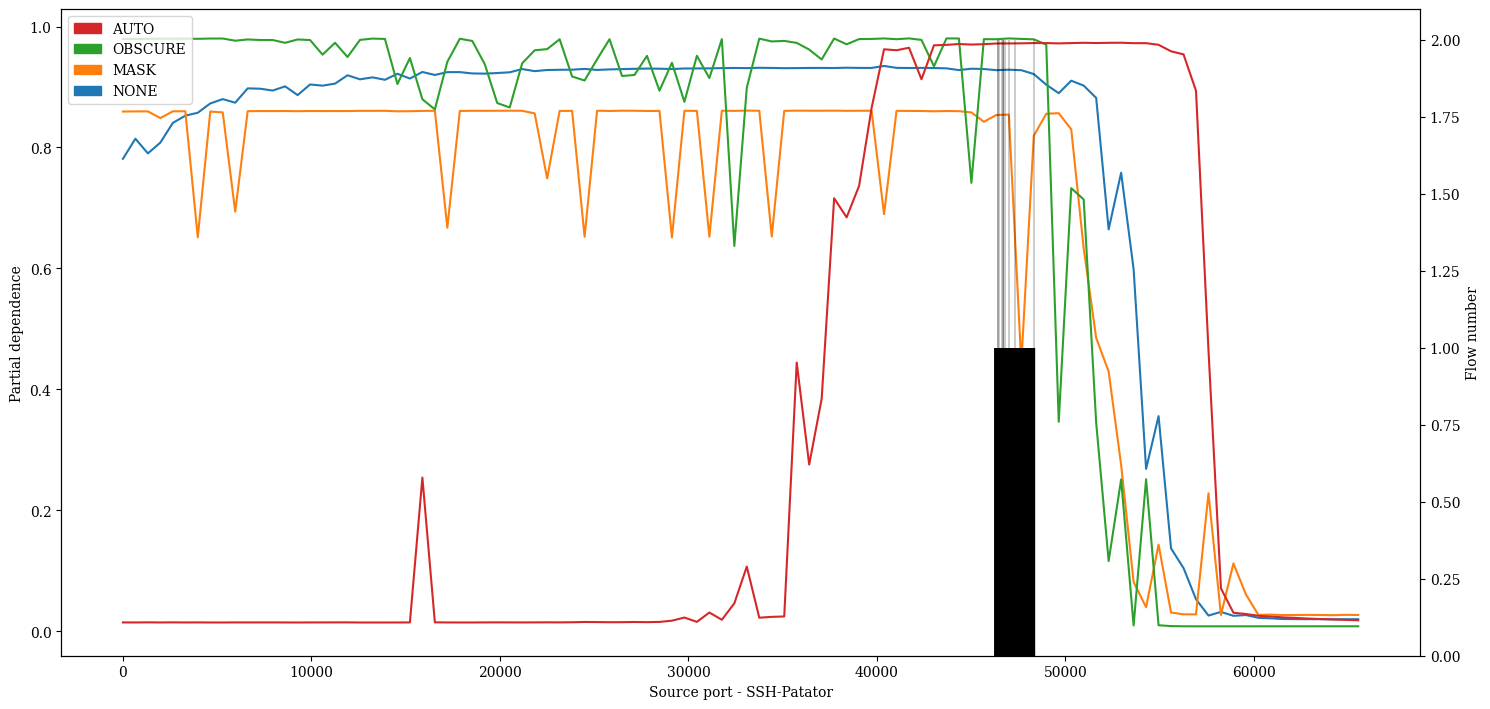 AUTO
OBSCURE
MASK
NONE
1.0
0.8
0.6
0.4
0.2
0.0
Partial dependence
2.00
1.75
1.50
1.25
1.00
0.75
0.50
0.25
0.00
Flow number
0 10000 20000 30000 40000 50000 60000
Source port - SSH-Patator